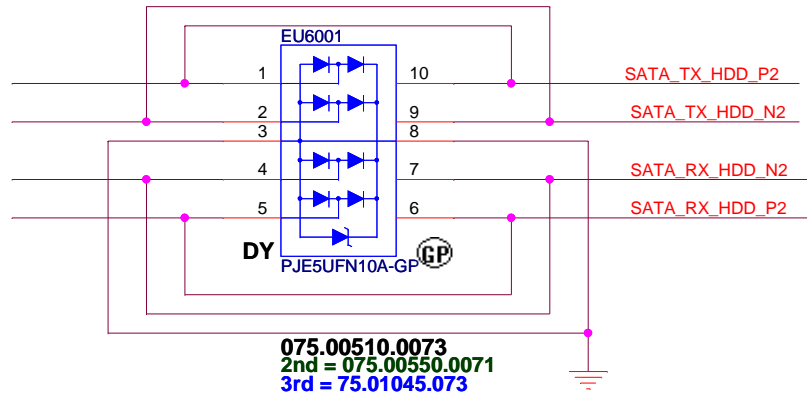 EU6001
1
10
SATA_TX_HDD_P2
2
9
SATA_TX_HDD_N2
3
8
4
7
SATA_RX_HDD_N2
5
6
SATA_RX_HDD_P2
DY
PJE5UFN10A-GP
GP
075.00510.0073
2nd = 075.00550.0071
3rd = 75.01045.073